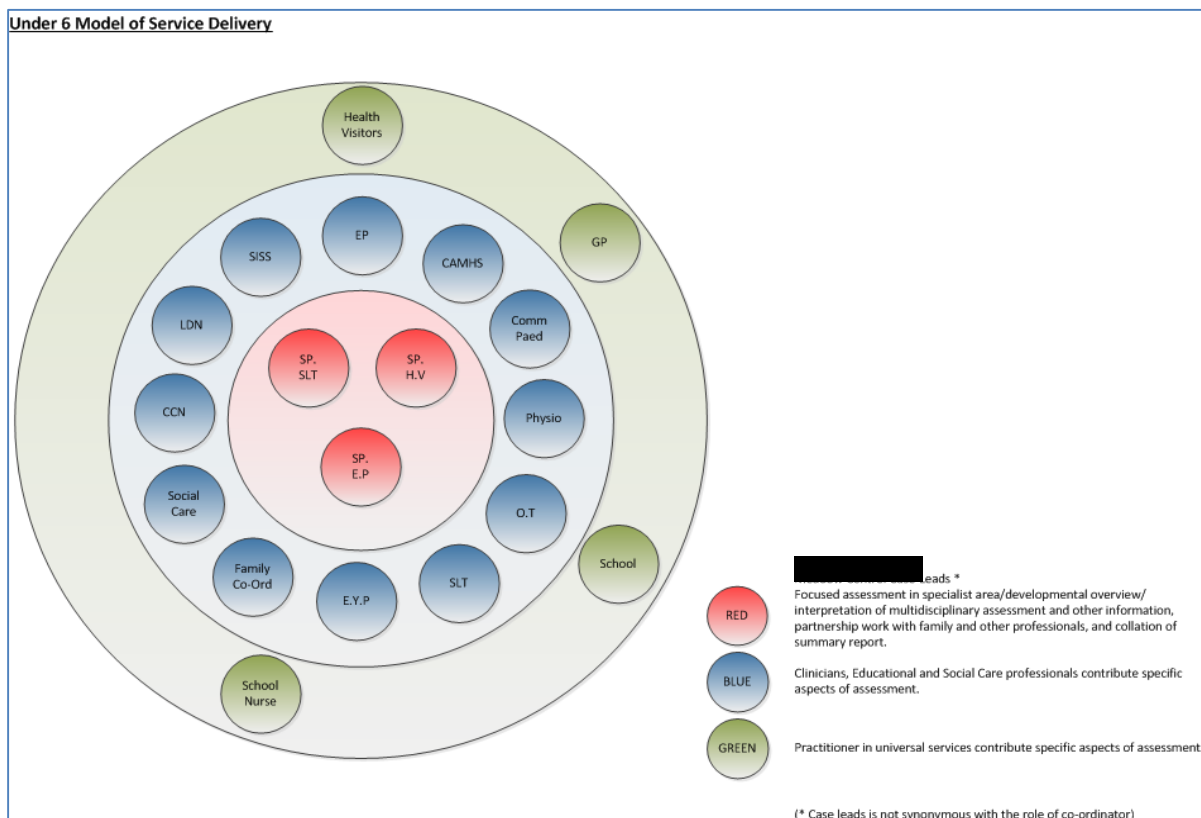 Under 6 Model of Service Delivery
Health
Visitors
GP
EP
SISS
CAMHS
LDN
Comm
Paed
SP.
SLT
SP.
H.V
CCN
Physio
SP.
E.P
Social
Care
O.T
School
Family
Co-Ord
SLT
E.Y.P
School
Nurse
Leads *
RED
Focused assessment in specialist area/developmental overview/
interpretation of multidisciplinary assessment and other information,
partnership work with family and other professionals, and collation of
summary report.
BLUE
Clinicians, Educational and Social Care professionals contribute specific
aspects of assessment.
GREEN
Practitioner in universal services contribute specific aspects of assessment
(* Case leads is not synonymous with the role of co-ordinator)